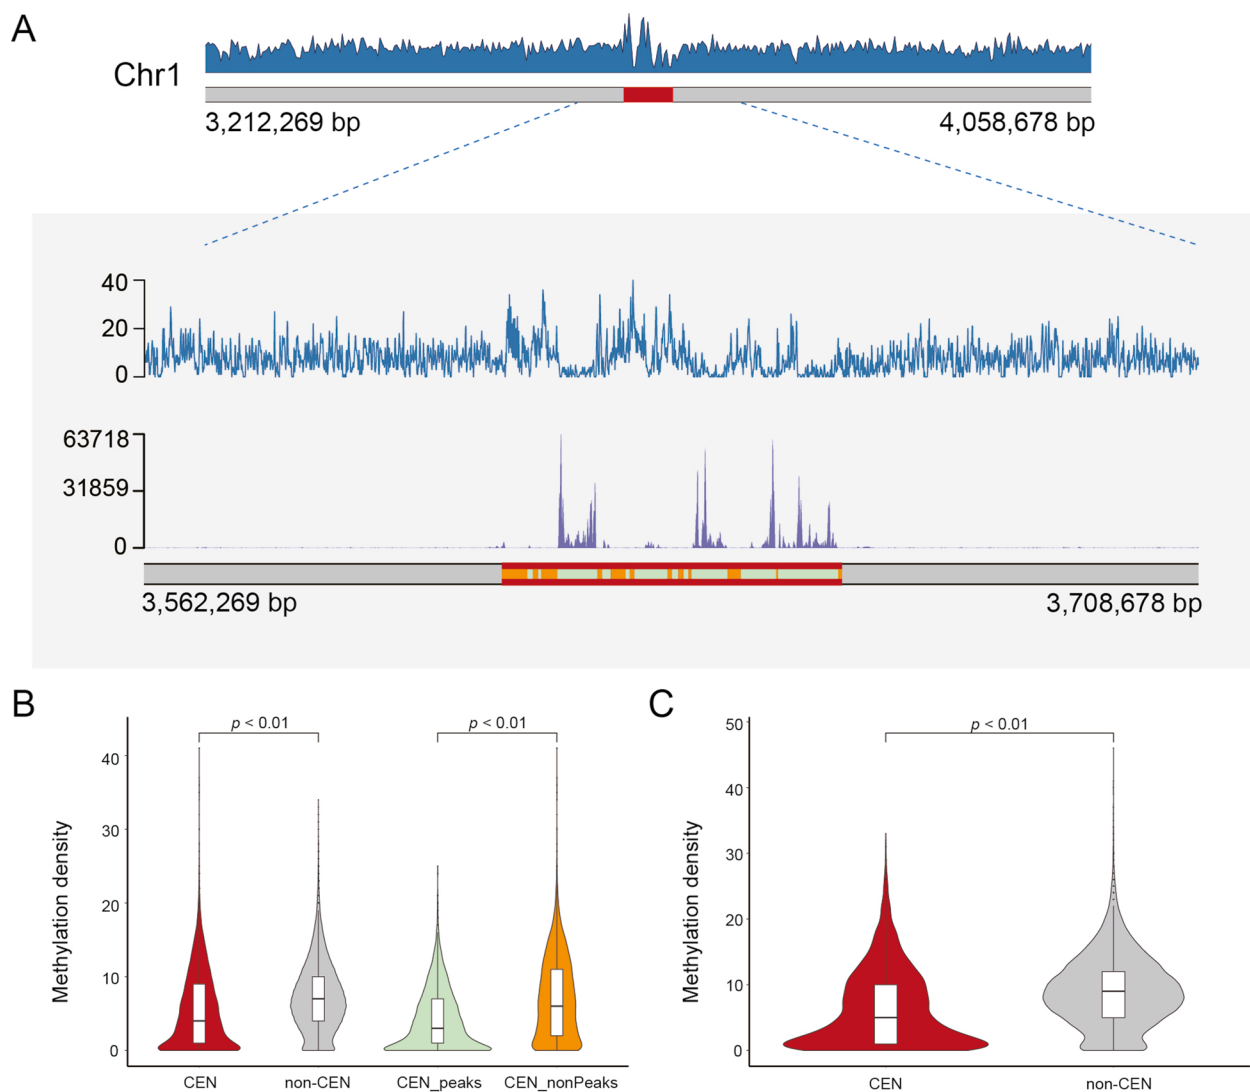 A
Chr1
3,212,269 bp
4,058,678 bp
40
20
0
63718
31859
0
3,562,269 bp
3,708,678 bp
B
p < 0.01
p < 0.01
Methylation density
40
30
20
10
0
CEN
non-CEN
CEN_peaks
CEN_nonPeaks
C
p < 0.01
Methylation density
50
40
30
20
10
0
CEN
non-CEN